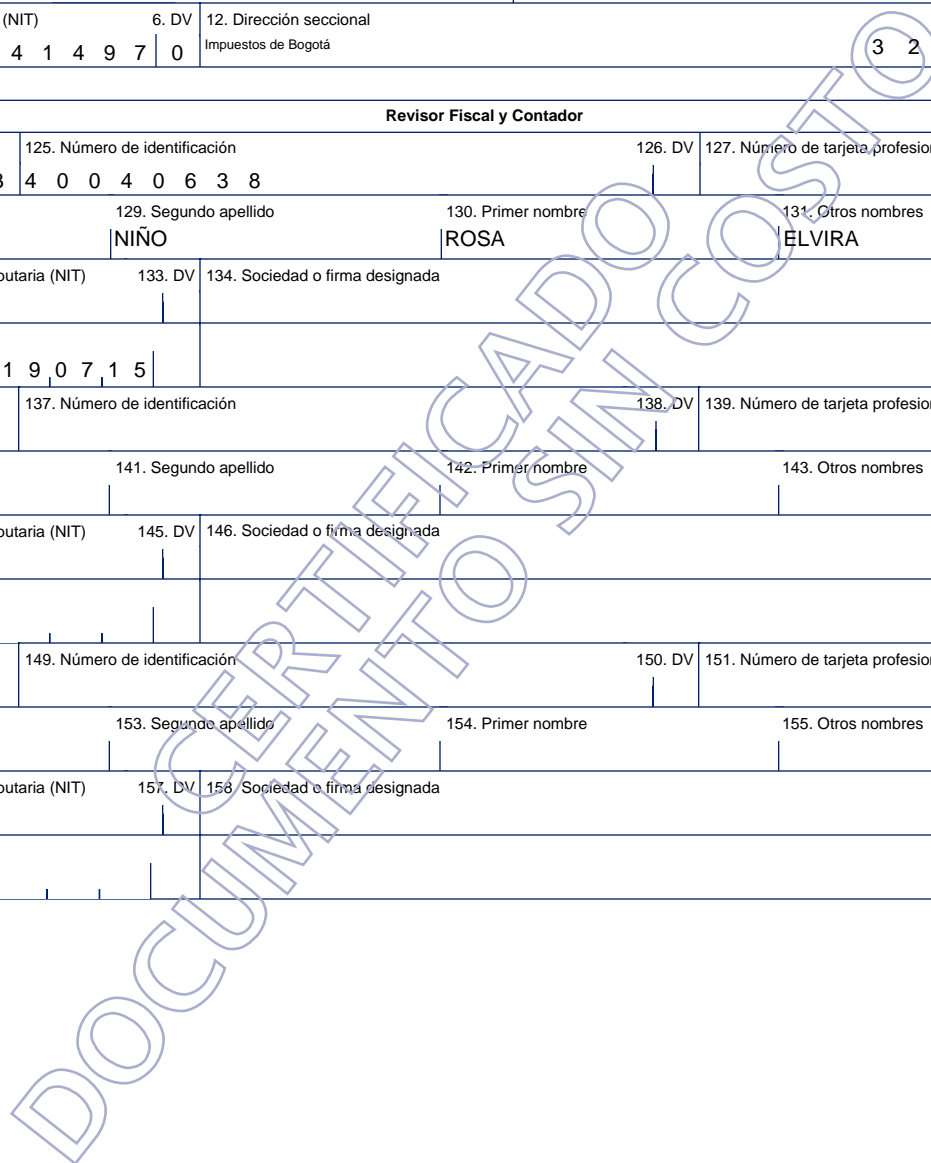 (NIT) 6. DV 12. Dirección seccional
4 1 4 9 7 0 Impuestos de Bogotá 3 2
Revisor Fiscal y Contador
125. Número de identificación 126. DV 127. Número de tarjeta
4 0 0 4 0 6 3 8
129. Segundo apellido 130. Primer nombre 131. Otros nombres
NIÑO ROSA ELVIRA
(NIT) 133. DV 134. Sociedad o firma designada
1 9 0 7 1 5
137. Número de identificación 138. DV 139. Número de tarjeta
141. Segundo apellido 142. Primer nombre 143. Otros nombres
(NIT) 145. DV 146. Sociedad o firma designada
149. Número de identificación 150. DV 151. Número de tarjeta
153. Segundo apellido 154. Primer nombre 155. Otros nombres
(NIT) 157. DV 158. Sociedad o firma designada
CERTIFICADO
DOCUMENTO SIN COSTO